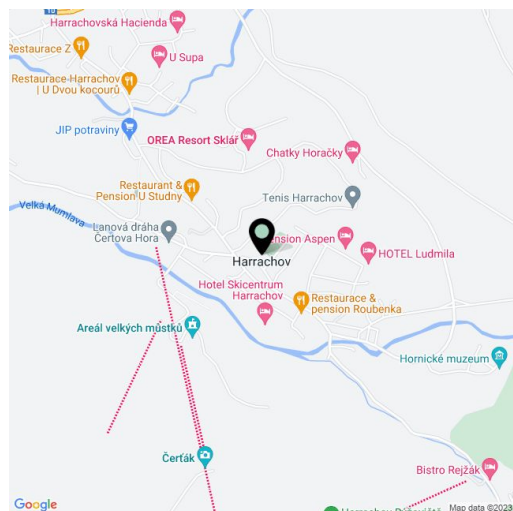 10
Harrachovská Hacienda
Restaurace Z
U Supa
Restaurace-Harrachov
| U Dvou kocourů
JIP potraviny
OREA Resort Sklář
Chatky Horačky
Restaurant &
Pension U Studny
Tenis Harrachov
Velká Mumlava
Lanová dráha
Čertova Hora
Pension Aspen
HOTEL Ludmila
Harrachov
Hotel Skicentrum
Harrachov
Restaurace &
pension Roubenka
Areál velkých můstků
Hornické muzeum
Čerťák
Bistro Rejžák
Google
Map data ©2023